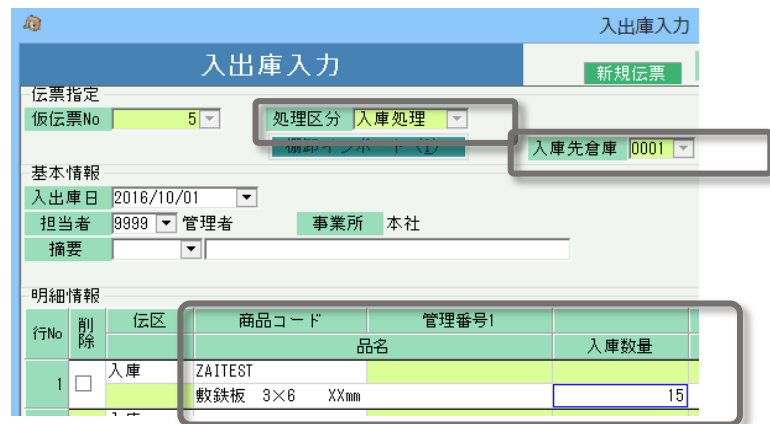 入出庫入力
入出庫入力
新規伝票
伝票指定
仮伝票No 5 処理区分 入庫処理
入庫先倉庫 0001
基本情報
入出庫日 2016/10/01
担当者 9999 管理者 事業所 本社
摘要
明細情報
行No 削除 伝区 商品コード 管理番号1
品名 入庫数量
1 入庫 ZAITEST
敷鉄板 3×6 XXmm 15